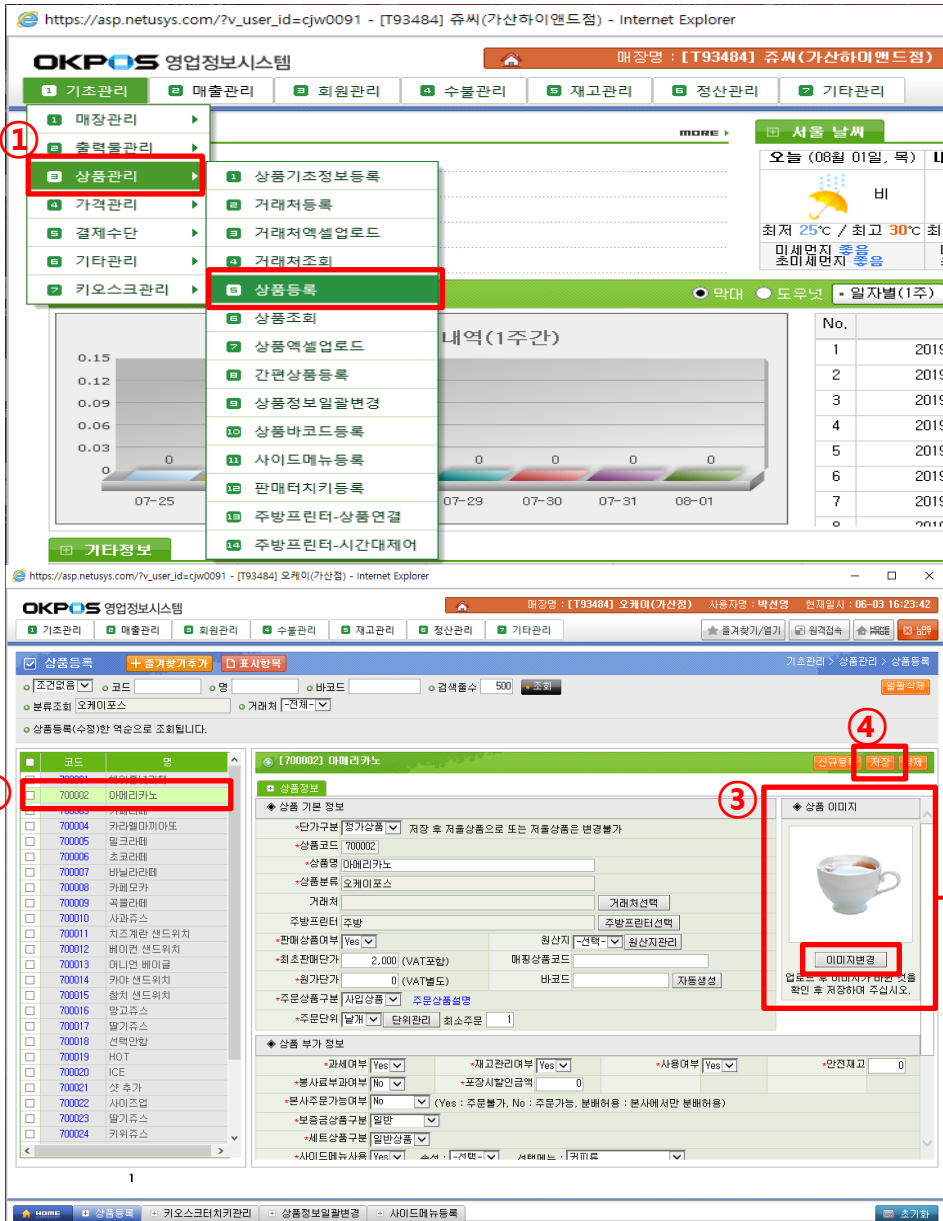 https://asp.netusys.com/?v_user_id=cjw0091 - [T93484] 쥬씨(가산하이앤드점) - Internet Explorer
OKPOS 영업정보시스템
매장명 : [T93484] 쥬씨(가산하이앤드점)
1 기초관리 2 매출관리 3 회원관리 4 수불관리 5 재고관리 6 정산관리 7 기타관리
①
1 매장관리
2 출력물관리
3 상품관리
4 가격관리
5 결제수단
6 기타관리
7 키오스크관리
1 상품기초정보등록
2 거래처등록
3 거래처엑셀업로드
4 거래처조회
5 상품등록
6 상품조회
7 상품엑셀업로드
8 간편상품등록
9 상품정보일괄변경
10 상품바코드등록
11 사이드메뉴등록
12 판매터치키등록
13 주방프린터-상품연결
14 주방프린터-시간대제어
more
서울 날씨
오늘 (08월 01일, 목)
비
최저 25℃ / 최고 30℃
미세먼지 좋음
초미세먼지 좋음
막대 도우넛 일자별(1주)
내역(1주간)
0.15
0.12
0.09
0.06
0.03
0
0 0 0 0 0
07-25 07-29 07-30 07-31 08-01
No.
1 2019
2 2019
3 2019
4 2019
5 2019
6 2019
7 2019
기타정보
https://asp.netusys.com/?v_user_id=cjw0091 - [T93484] 오케이(가산점) - Internet Explorer
OKPOS 영업정보시스템
매장명 : [T93484] 오케이(가산점) 사용자명 : 박선영 현재일시 : 06-03 16:23:42
1 기초관리 2 매출관리 3 회원관리 4 수불관리 5 재고관리 6 정산관리 7 기타관리
즐겨찾기/열기 원격접속
상품등록 즐겨찾기추가 표시항목
기초관리 > 상품관리 > 상품등록
조건없음 코드 명 바코드 검색줄수 500 조회
일괄삭제
분류조회 오케이포스 거래처 -전체-
상품등록(수정)한 역순으로 조회됩니다.
④
코드 명
700002 아메리카노
700004 카라멜마끼아또
700005 밀크라떼
700006 초코라떼
700007 바닐라라떼
700008 카페모카
700009 곡물라떼
700010 사과쥬스
700011 치즈계란 샌드위치
700012 베이컨 샌드위치
700013 어니언 베이글
700014 카야 샌드위치
700015 참치 샌드위치
700016 망고쥬스
700017 딸기쥬스
700018 선택안함
700019 HOT
700020 ICE
700021 샷 추가
700022 사이즈업
700023 딸기쥬스
700024 키위쥬스
1
[700002] 아메리카노
신규등록 저장 삭제
상품정보
◆ 상품 기본 정보
*단가구분 정가상품 저장 후 저울상품으로 또는 저울상품은 변경불가
*상품코드 700002
*상품명 아메리카노
*상품분류 오케이포스
거래처 거래처선택
주방프린터 주방 주방프린터선택
*판매상품여부 Yes 원산지 -선택- 원산지관리
*최초판매단가 2,000 (VAT포함) 매핑상품코드
*원가단가 0 (VAT별도) 바코드 자동생성
*주문상품구분 사입상품 주문상품설명
*주문단위 낱개 단위관리 최소주문 1
③
◆ 상품 이미지
이미지변경
업로드 후 이미지가 바뀐 것을
확인 후 저장하여 주십시오.
◆ 상품 부가 정보
*과세여부 Yes *재고관리여부 Yes *사용여부 Yes *안전재고 0
*봉사료부과여부 No *포장시할인금액 0
*본사주문가능여부 No (Yes : 주문불가, No : 주문가능, 분배허용 : 본사에서만 분배허용)
*보증금상품구분 일반
*세트상품구분 일반상품
*사이드메뉴사용 Yes 속성 : -선택- 선택메뉴 : 커피류
HOME 상품등록 키오스크터치키관리 상품정보일괄변경 사이드메뉴등록
초기화